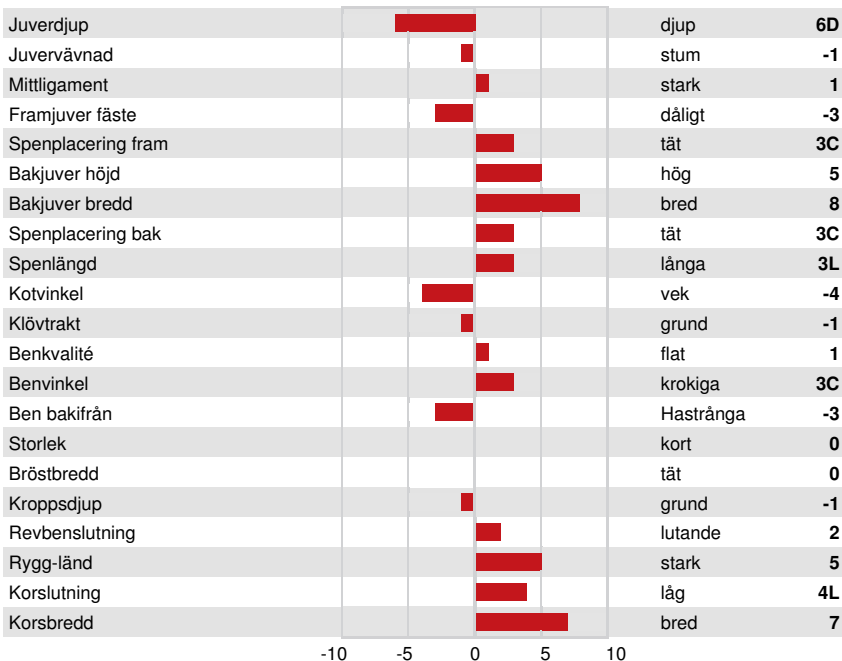 Juverdjup djup 6D
Juvervävnad stum -1
Mittligament stark 1
Framjuver fäste dåligt -3
Spenplacering fram tät 3C
Bakjuver höjd hög 5
Bakjuver bredd bred 8
Spenplacering bak tät 3C
Spenlängd långa 3L
Kotvinkel vek -4
Klövtrakt grund -1
Benkvalité flat 1
Benvinkel krokiga 3C
Ben bakifrån Hastrånga -3
Storlek kort 0
Bröstbredd tät 0
Kroppsdjup grund -1
Revbenslutning lutande 2
Rygg-länd stark 5
Korslutning låg 4L
Korsbredd bred 7
-10 -5 0 5 10